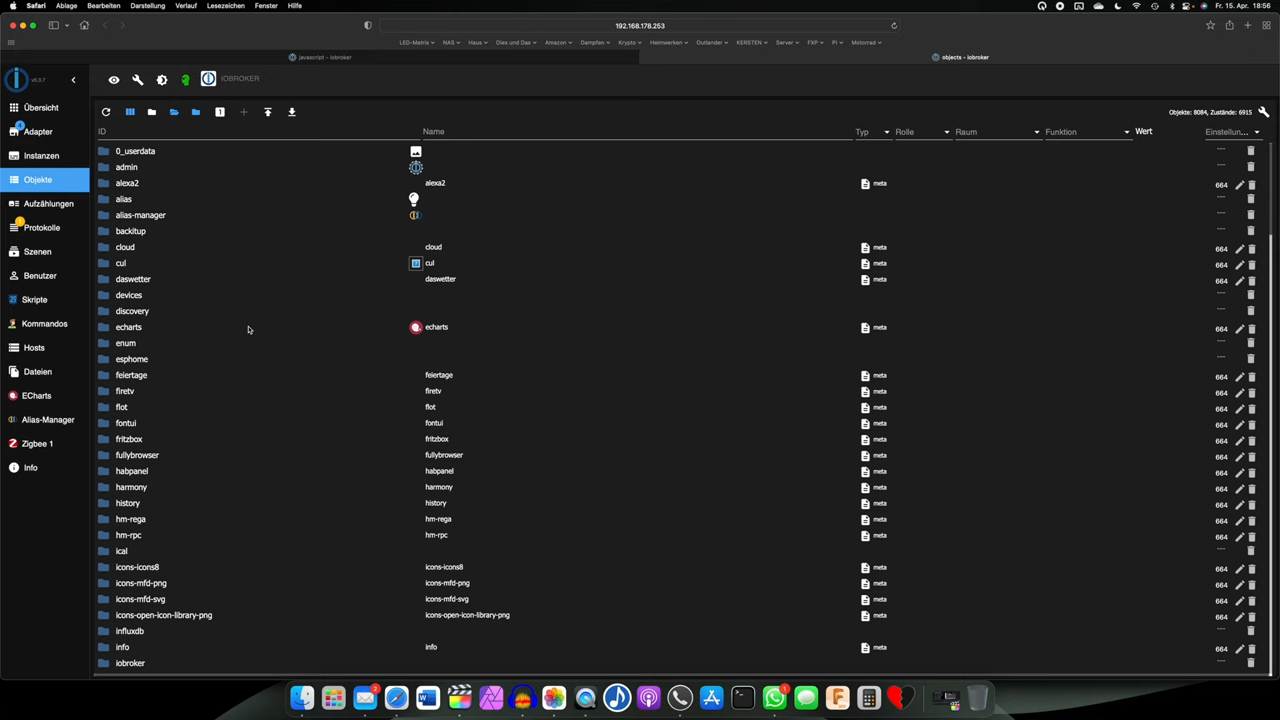 Safari Ablage Bearbeiten Darstellung Verlauf Lesezeichen Fenster Hilfe Fr. 15. Apr. 18:56
192.168.178.253
LED-Matrix NAS Haus Dies und Das Amazon Dampfen Krypto Heimwerken Outlander KERSTEN Server FXP PI Motorrad
javascript - iobroker objects - iobroker
v5.3.7 IOBROKER
Objekte: 8084, Zustände: 6915
ID Name Typ Rolle Raum Funktion Wert Einstellun...
Übersicht
Adapter
Instanzen
Objekte
Aufzählungen
Protokolle
Szenen
Benutzer
Skripte
Kommandos
Hosts
Dateien
ECharts
Alias-Manager
Zigbee 1
Info
0_userdata
admin
alexa2 alexa2 meta 664
alias
alias-manager
backitup
cloud cloud meta 664
cul cul meta 664
daswetter daswetter meta 664
devices
discovery
echarts echarts meta 664
enum
esphome
feiertage feiertage meta 664
firetv firetv meta 664
flot flot meta 664
fontui fontui meta 664
fritzbox fritzbox meta 664
fullybrowser fullybrowser meta 664
habpanel habpanel meta 664
harmony harmony meta 664
history history meta 664
hm-rega hm-rega meta 664
hm-rpc hm-rpc meta 664
ical
icons-icons8 icons-icons8 meta 664
icons-mfd-png icons-mfd-png meta 664
icons-mfd-svg icons-mfd-svg meta 664
icons-open-icon-library-png icons-open-icon-library-png meta 664
influxdb
info info meta 664
iobroker